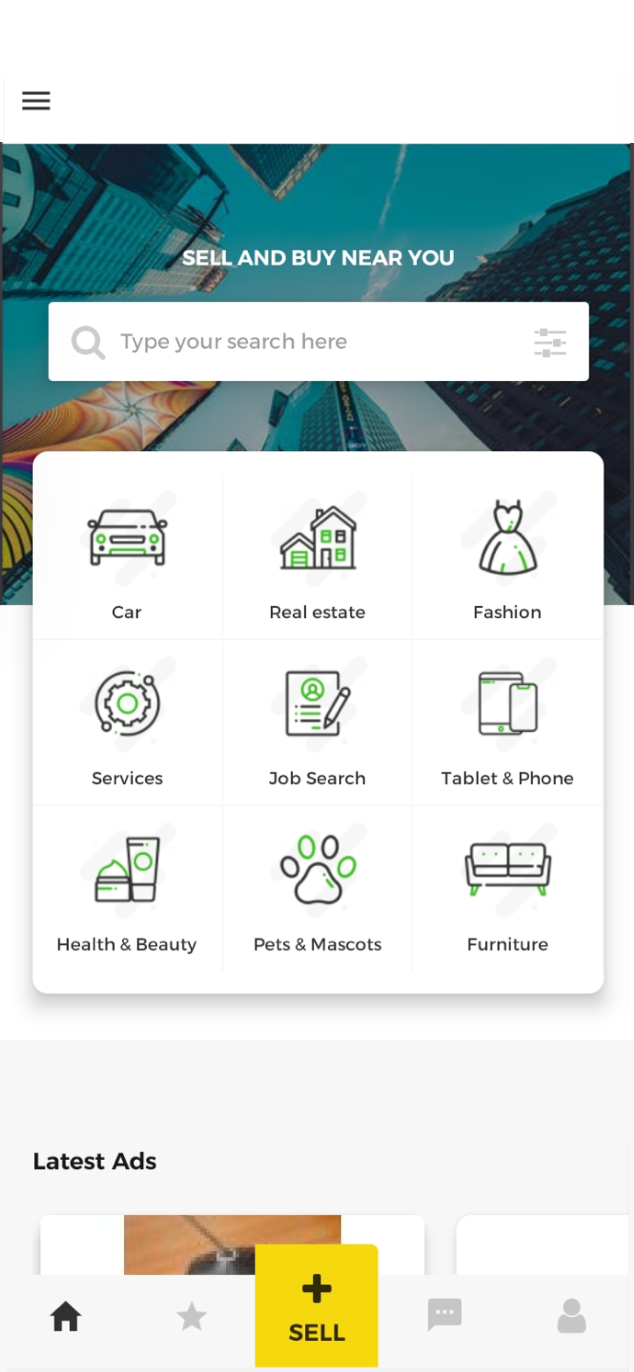 SELL AND BUY NEAR YOU
Type your search here
Car
Real estate
Fashion
Services
Job Search
Tablet & Phone
Health & Beauty
Pets & Mascots
Furniture
Latest Ads
SELL